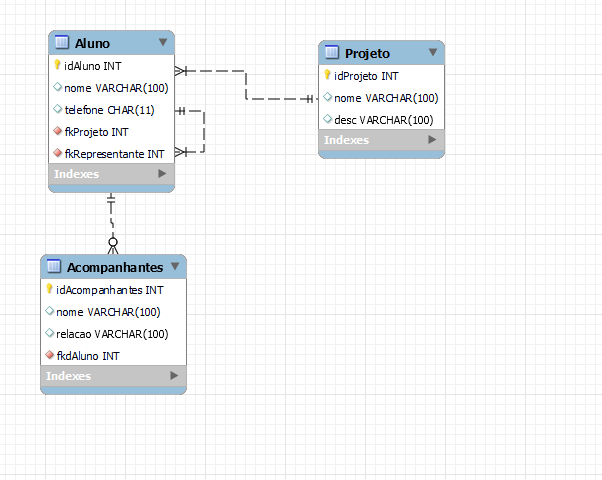 Aluno
idAluno INT
nome VARCHAR(100)
telefone CHAR(11)
fkProjeto INT
fkRepresentante INT
Indexes
Projeto
idProjeto INT
nome VARCHAR(100)
desc VARCHAR(100)
Indexes
Acompanhantes
idAcompanhantes INT
nome VARCHAR(100)
relacao VARCHAR(100)
fkdAluno INT
Indexes